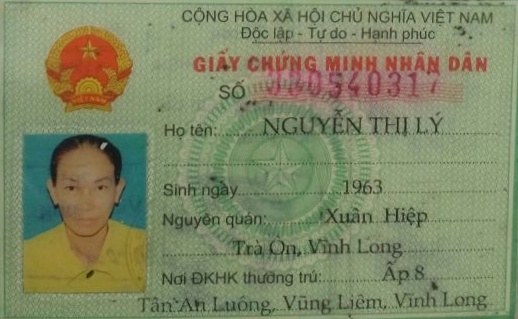 CỘNG HÒA XÃ HỘI CHỦ NGHĨA VIỆT NAM
Độc lập - Tự do - Hạnh phúc
GIẤY CHỨNG MINH NHÂN DÂN
SỐ
Họ tên: NGUYỄN THỊ LÝ
Sinh ngày 1963
Nguyên quán: Xuân Hiệp
Trà Ôn, Vĩnh Long
Nơi ĐKHK thường trú: Ấp 8
Tân An Luông, Vũng Liêm, Vĩnh Long
VIỆT NAM